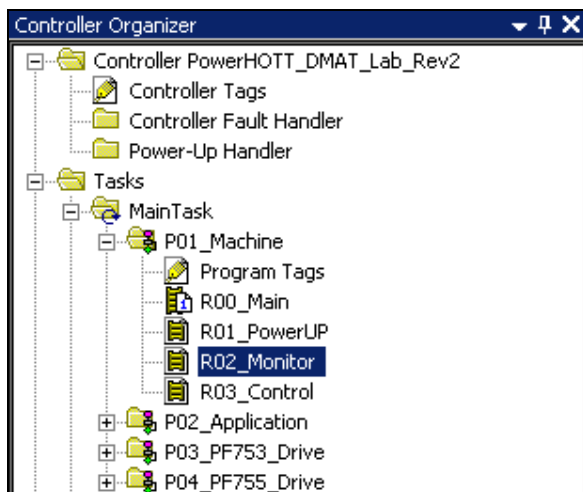 Controller Organizer
Controller PowerHOTT_DMAT_Lab_Rev2
Controller Tags
Controller Fault Handler
Power-Up Handler
Tasks
MainTask
P01_Machine
Program Tags
R00_Main
R01_PowerUP
R02_Monitor
R03_Control
P02_Application
P03_PF753_Drive
P04_PF755_Drive